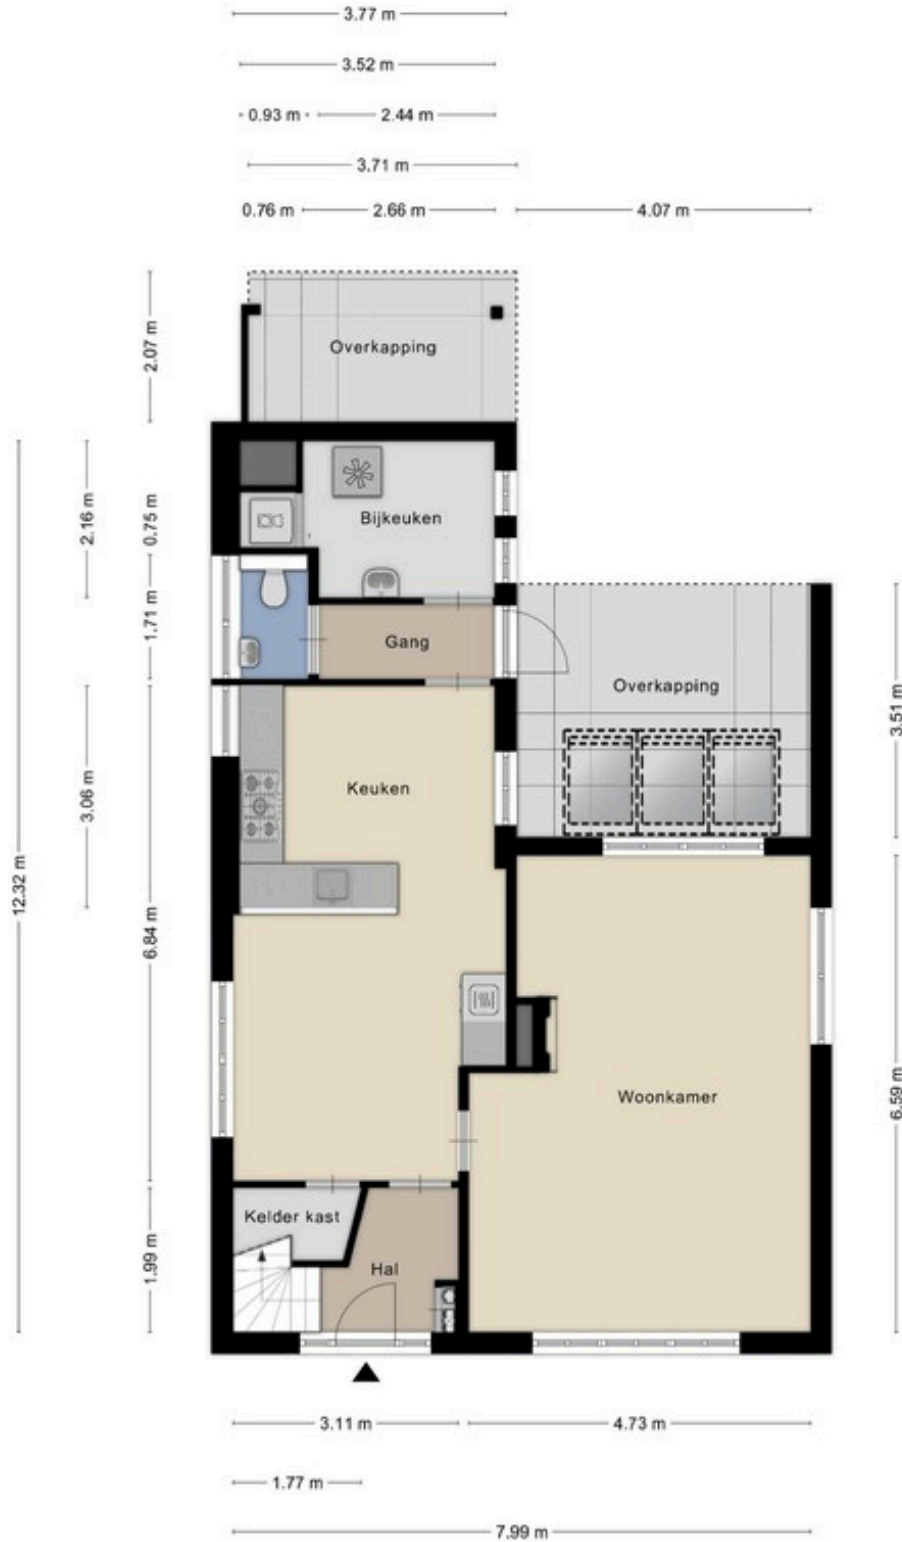 3.77 m
3.52 m
0.93 m 2.44 m
3.71 m
0.76 m 2.66 m 4.07 m
2.07 m
Overkapping
2.16 m
0.75 m
Bijkeuken
1.71 m
Gang
Overkapping
3.51 m
Keuken
3.06 m
12.32 m
6.84 m
Woonkamer
6.59 m
Kelder kast
1.99 m
Hal
3.11 m 4.73 m
1.77 m
7.99 m